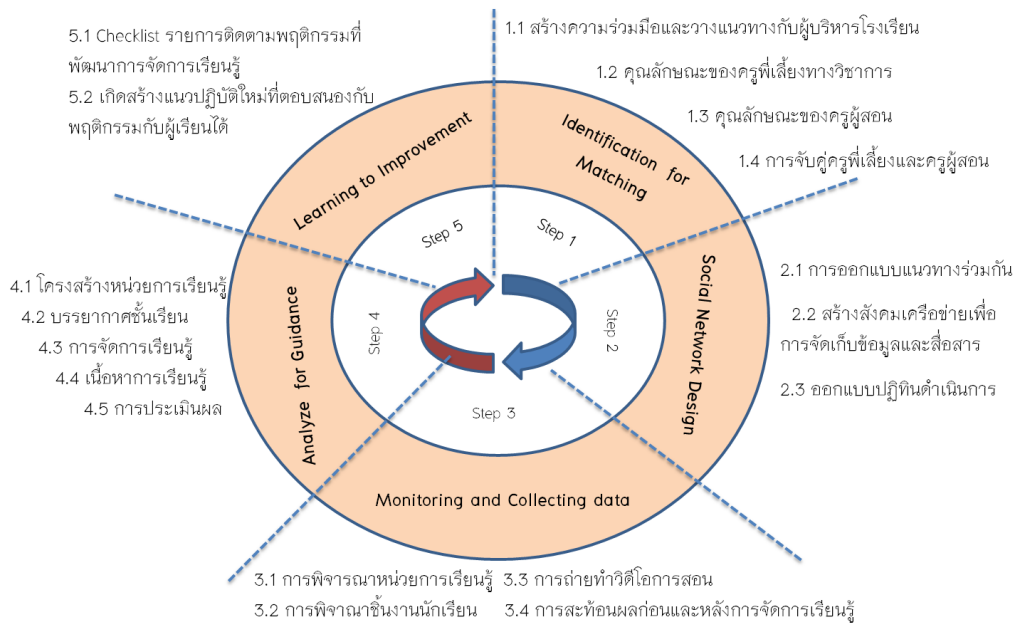 5.1 Checklist รายการติดตามพฤติกรรมที่
พัฒนาการจัดการเรียนรู้
5.2 เกิดสร้างแนวปฏิบัติใหม่ที่ตอบสนองกับ
พฤติกรรมกับผู้เรียนได้
1.1 สร้างความร่วมมือและวางแนวทางกับผู้บริหารโรงเรียน
1.2 คุณลักษณะของครูพี่เลี้ยงทางวิชาการ
1.3 คุณลักษณะของครูผู้สอน
1.4 การจับคู่ครูพี่เลี้ยงและครูผู้สอน
Learning to Improvement
Identification for
Matching
Step 5
Step 1
4.1 โครงสร้างหน่วยการเรียนรู้
4.2 บรรยากาศชั้นเรียน
4.3 การจัดการเรียนรู้
4.4 เนื้อหาการเรียนรู้
4.5 การประเมินผล
Analyze for Guidance
Step 4
Step 2
Social Network Design
2.1 การออกแบบแนวทางร่วมกัน
2.2 สร้างสังคมเครือข่ายเพื่อ
การจัดเก็บข้อมูลและสื่อสาร
2.3 ออกแบบปฏิทินดำเนินการ
Step 3
Monitoring and Collecting data
3.1 การพิจารณาหน่วยการเรียนรู้
3.2 การพิจาณาชิ้นงานนักเรียน
3.3 การถ่ายทำวิดีโอการสอน
3.4 การสะท้อนผลก่อนและหลังการจัดการเรียนรู้